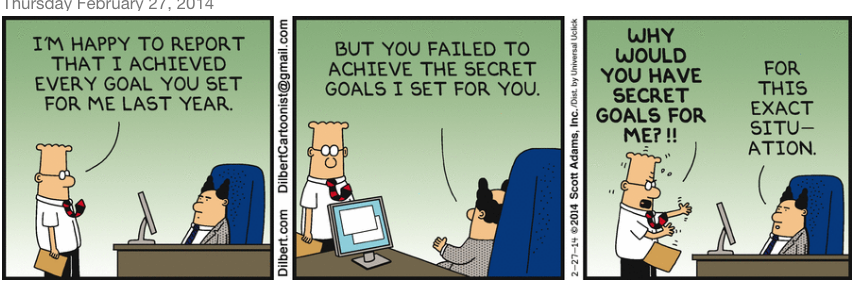 Thursday February 27, 2014
I'M HAPPY TO REPORT
THAT I ACHIEVED
EVERY GOAL YOU SET
FOR ME LAST YEAR.
Dilbert.com DilbertCartoonist@gmail.com
BUT YOU FAILED TO
ACHIEVE THE SECRET
GOALS I SET FOR YOU.
2-27-14 © 2014 Scott Adams, Inc. /Dist. by Universal Uclick
WHY
WOULD
YOU HAVE
SECRET
GOALS FOR
ME?!!
FOR
THIS
EXACT
SITU-
ATION.